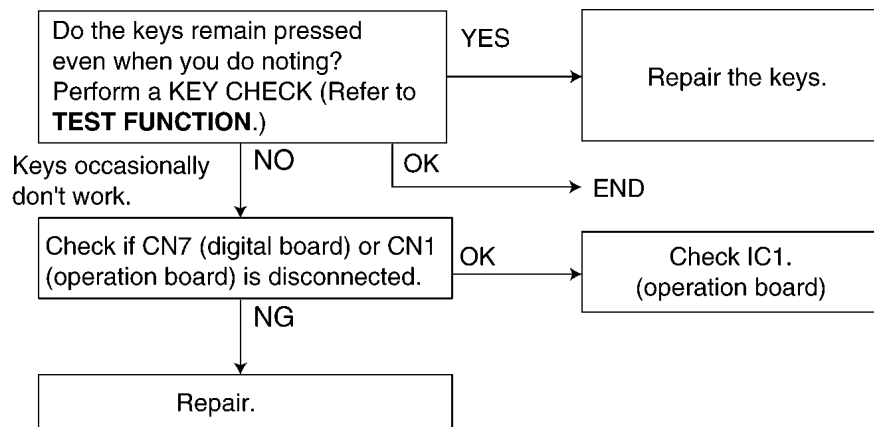 Do the keys remain pressed
even when you do noting?
Perform a KEY CHECK (Refer to
TEST FUNCTION.)
YES
Repair the keys.
Keys occasionally
don't work.
NO
OK
END
Check if CN7 (digital board) or CN1
(operation board) is disconnected.
OK
Check IC1.
(operation board)
NG
Repair.